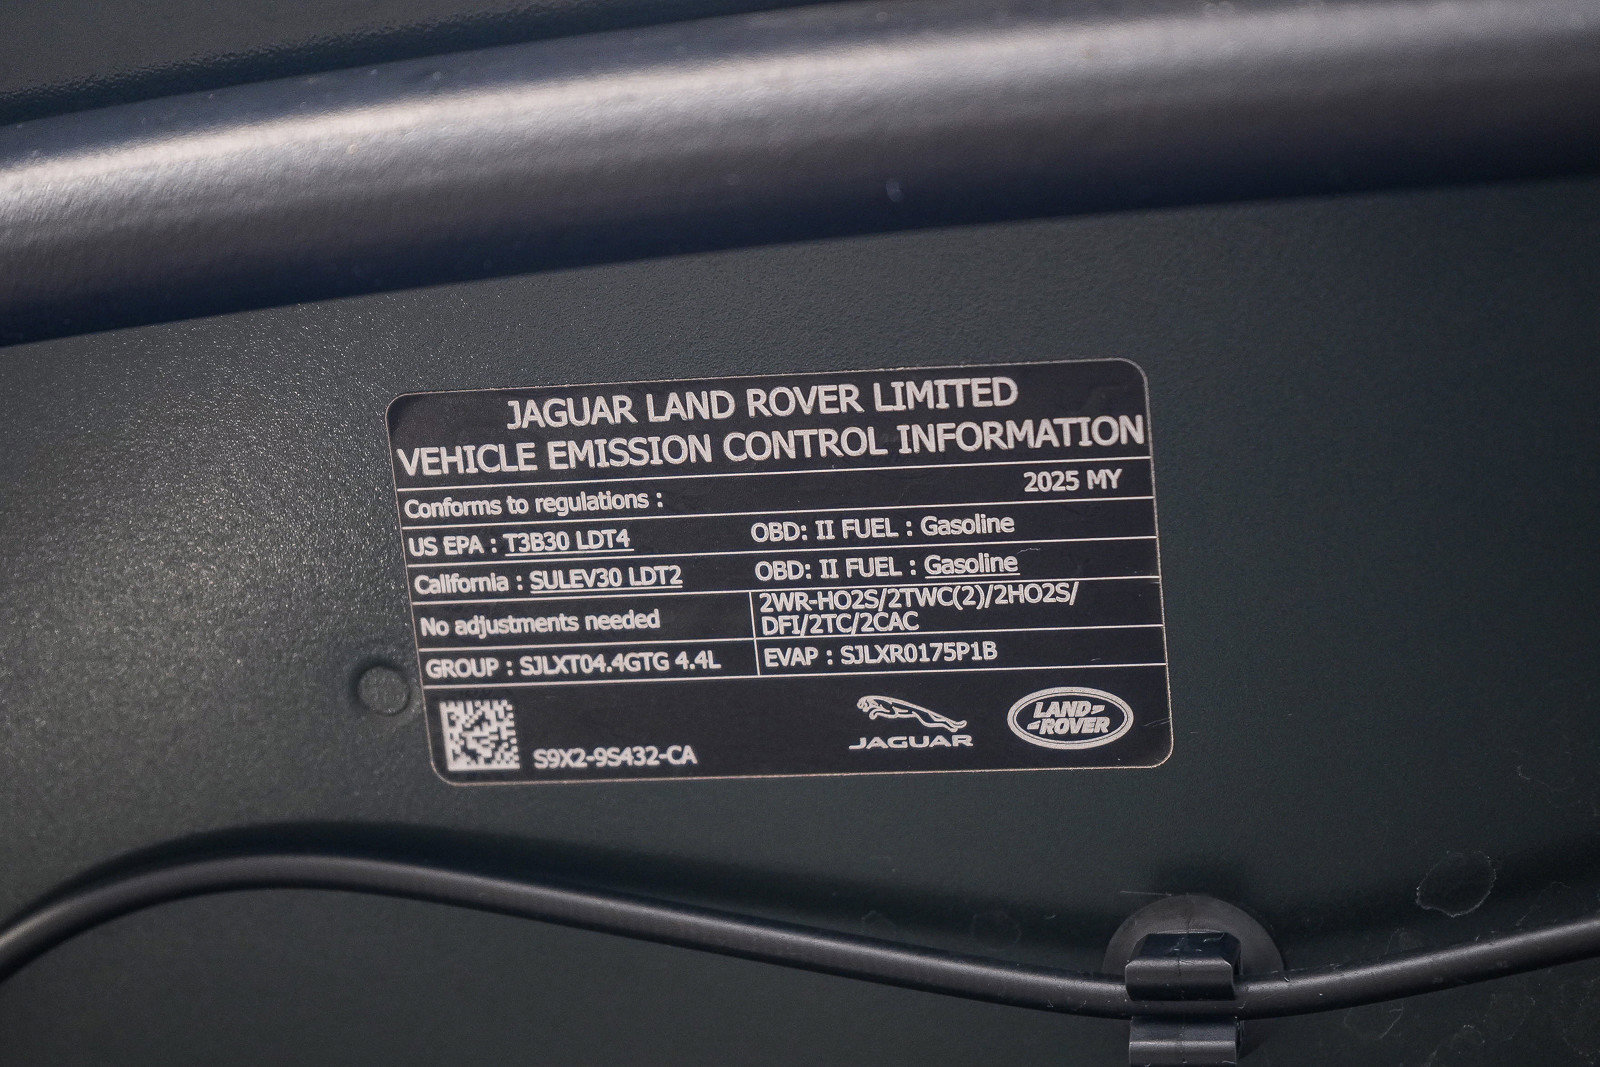 JAGUAR LAND ROVER LIMITED
VEHICLE EMISSION CONTROL INFORMATION
2025 MY
Conforms to regulations :
US EPA : T3B30 LDT4 OBD: II FUEL : Gasoline
California : SULEV30 LDT2 OBD: II FUEL : Gasoline
No adjustments needed
2WR-HO2S/2TWC(2)/2HO2S/
DFI/2TC/2CAC
GROUP : SJLXT04.4GTG 4.4L EVAP : SJLXR0175P1B
S9X2-9S432-CA
JAGUAR
LAND-
-ROVER